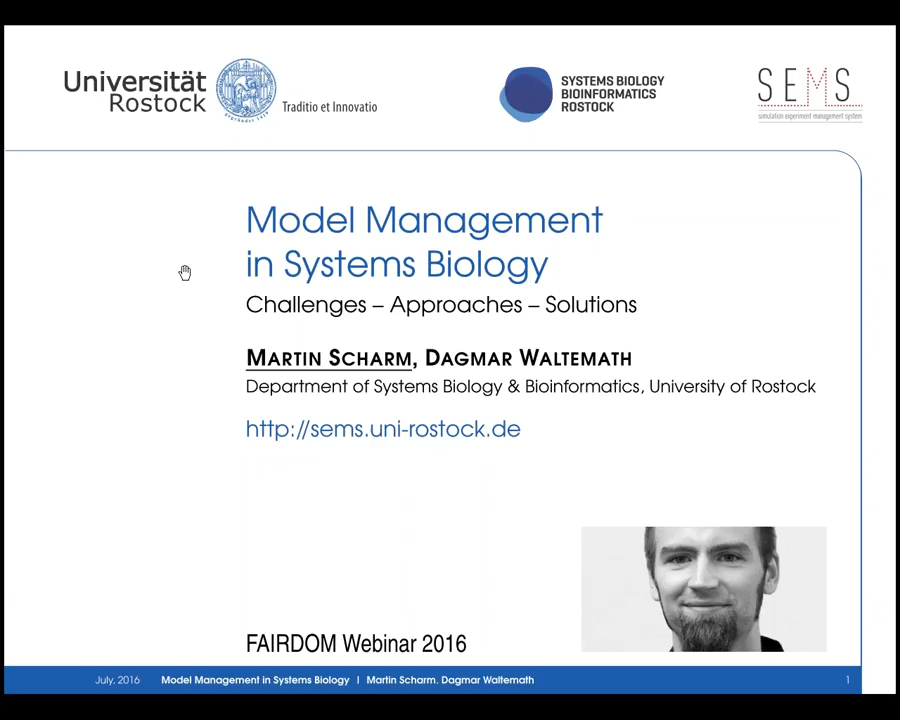 Universität
Rostock
Traditio et Innovatio
SYSTEMS BIOLOGY
BIOINFORMATICS
ROSTOCK
SEMS
simulation experiment management system
Model Management
in Systems Biology
Challenges – Approaches – Solutions
MARTIN SCHARM, DAGMAR WALTEMATH
Department of Systems Biology & Bioinformatics, University of Rostock
http://sems.uni-rostock.de
FAIRDOM Webinar 2016
July, 2016 Model Management in Systems Biology | Martin Scharm, Dagmar Waltemath 1